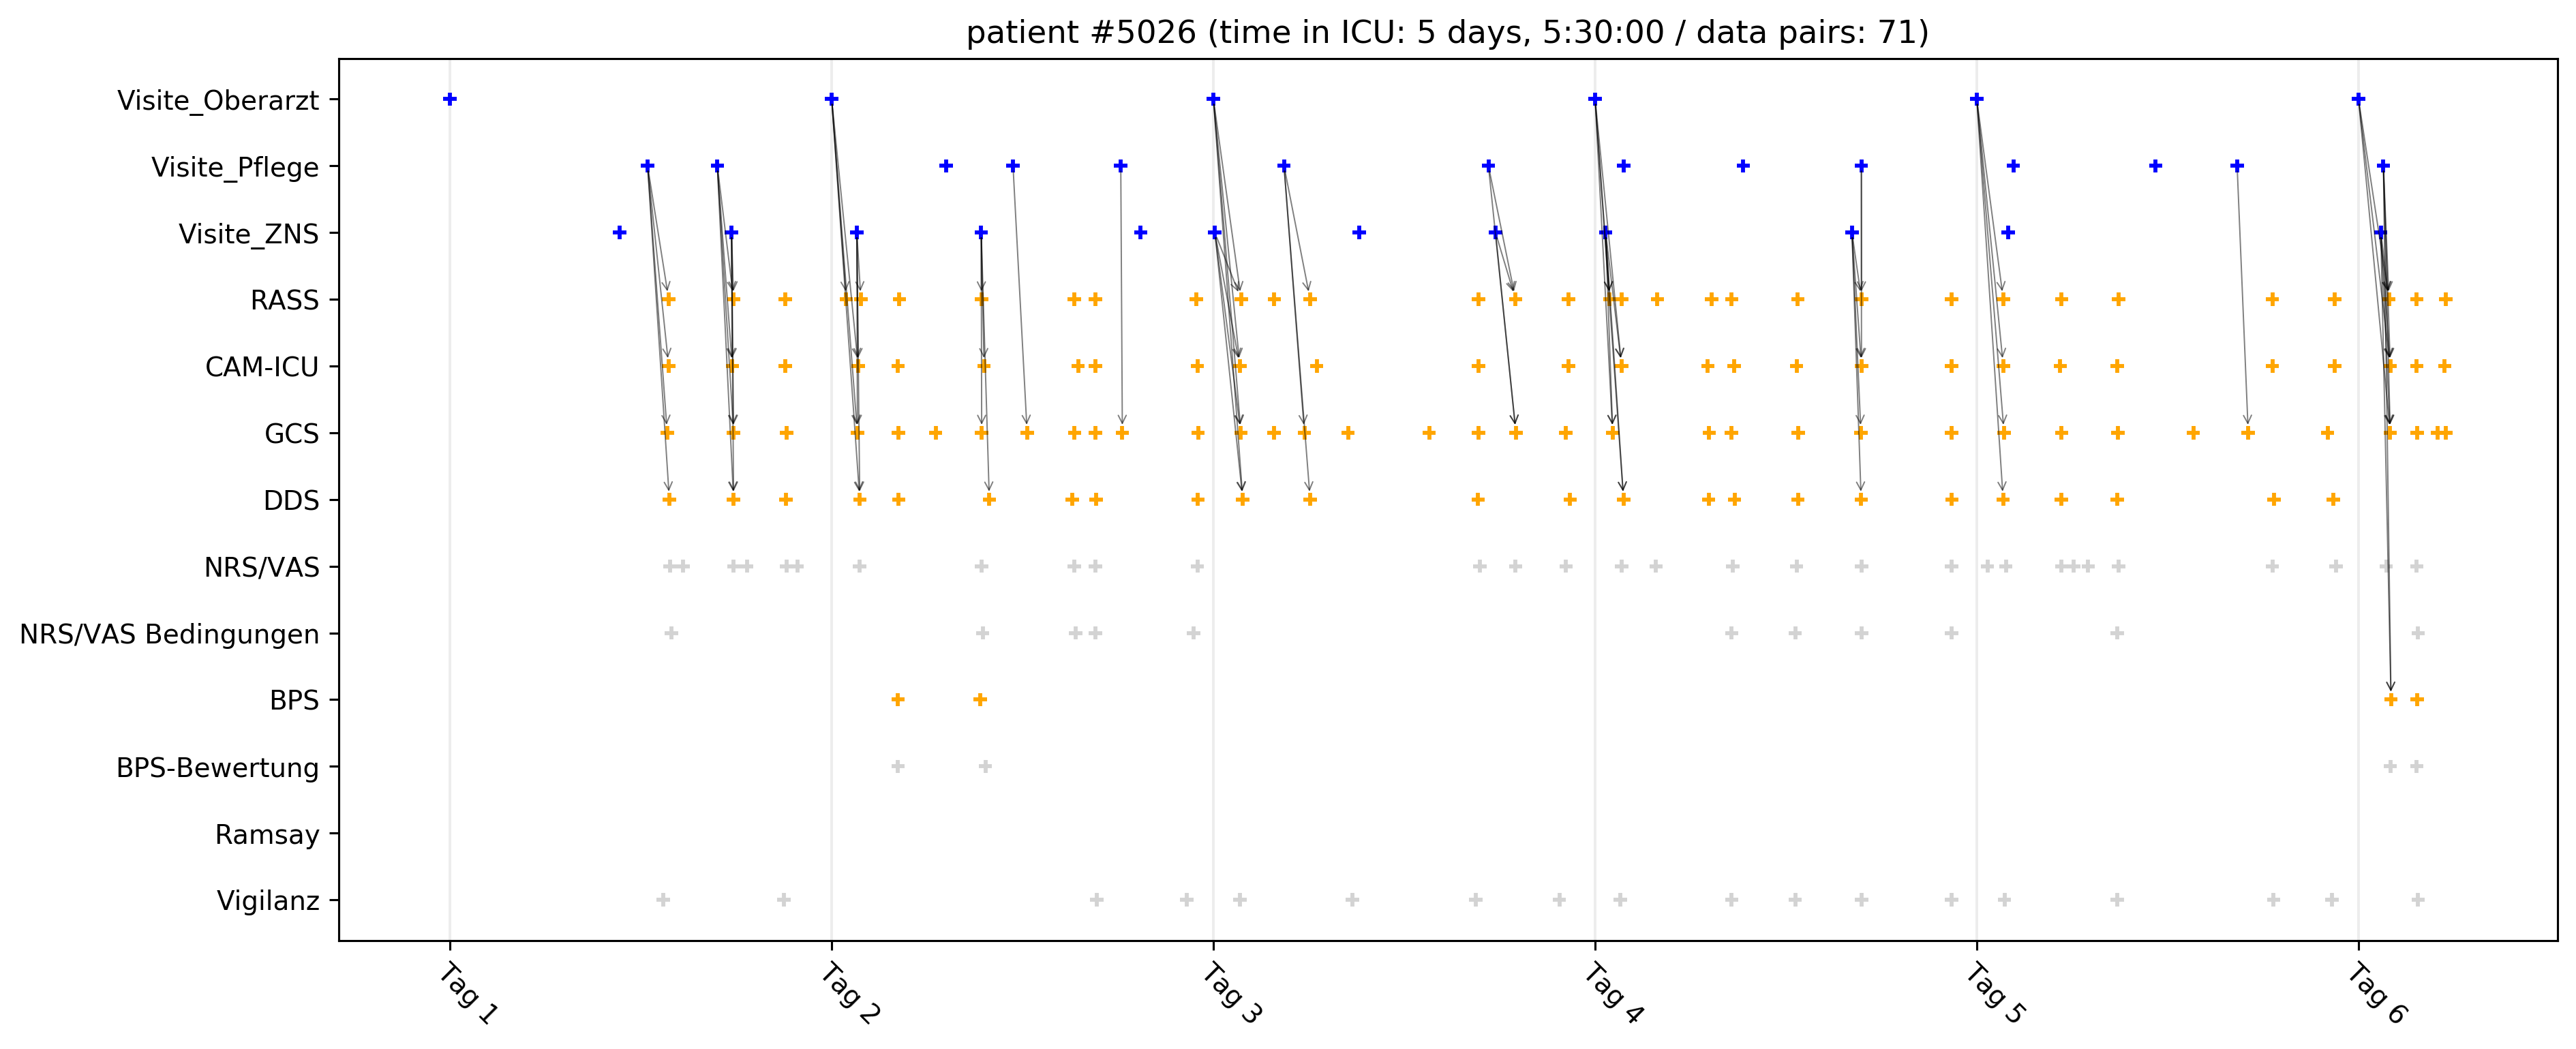 patient #5026 (time in ICU: 5 days, 5:30:00 / data pairs: 71)
Visite_Oberarzt
Visite_Pflege
Visite_ZNS
RASS
CAM-ICU
GCS
DDS
NRS/VAS
NRS/VAS Bedingungen
BPS
BPS-Bewertung
Ramsay
Vigilanz
Tag 1
Tag 2
Tag 3
Tag 4
Tag 5
Tag 6